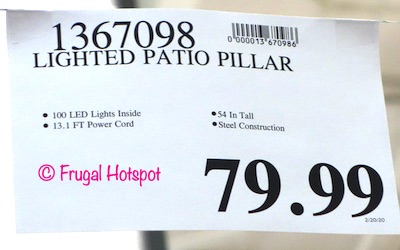 1367098
0 000013 670986
LIGHTED PATIO PILLAR
• 100 LED Lights Inside
• 13.1 FT Power Cord
• 54 In Tall
• Steel Construction
© Frugal Hotspot
79.99
2/20/20